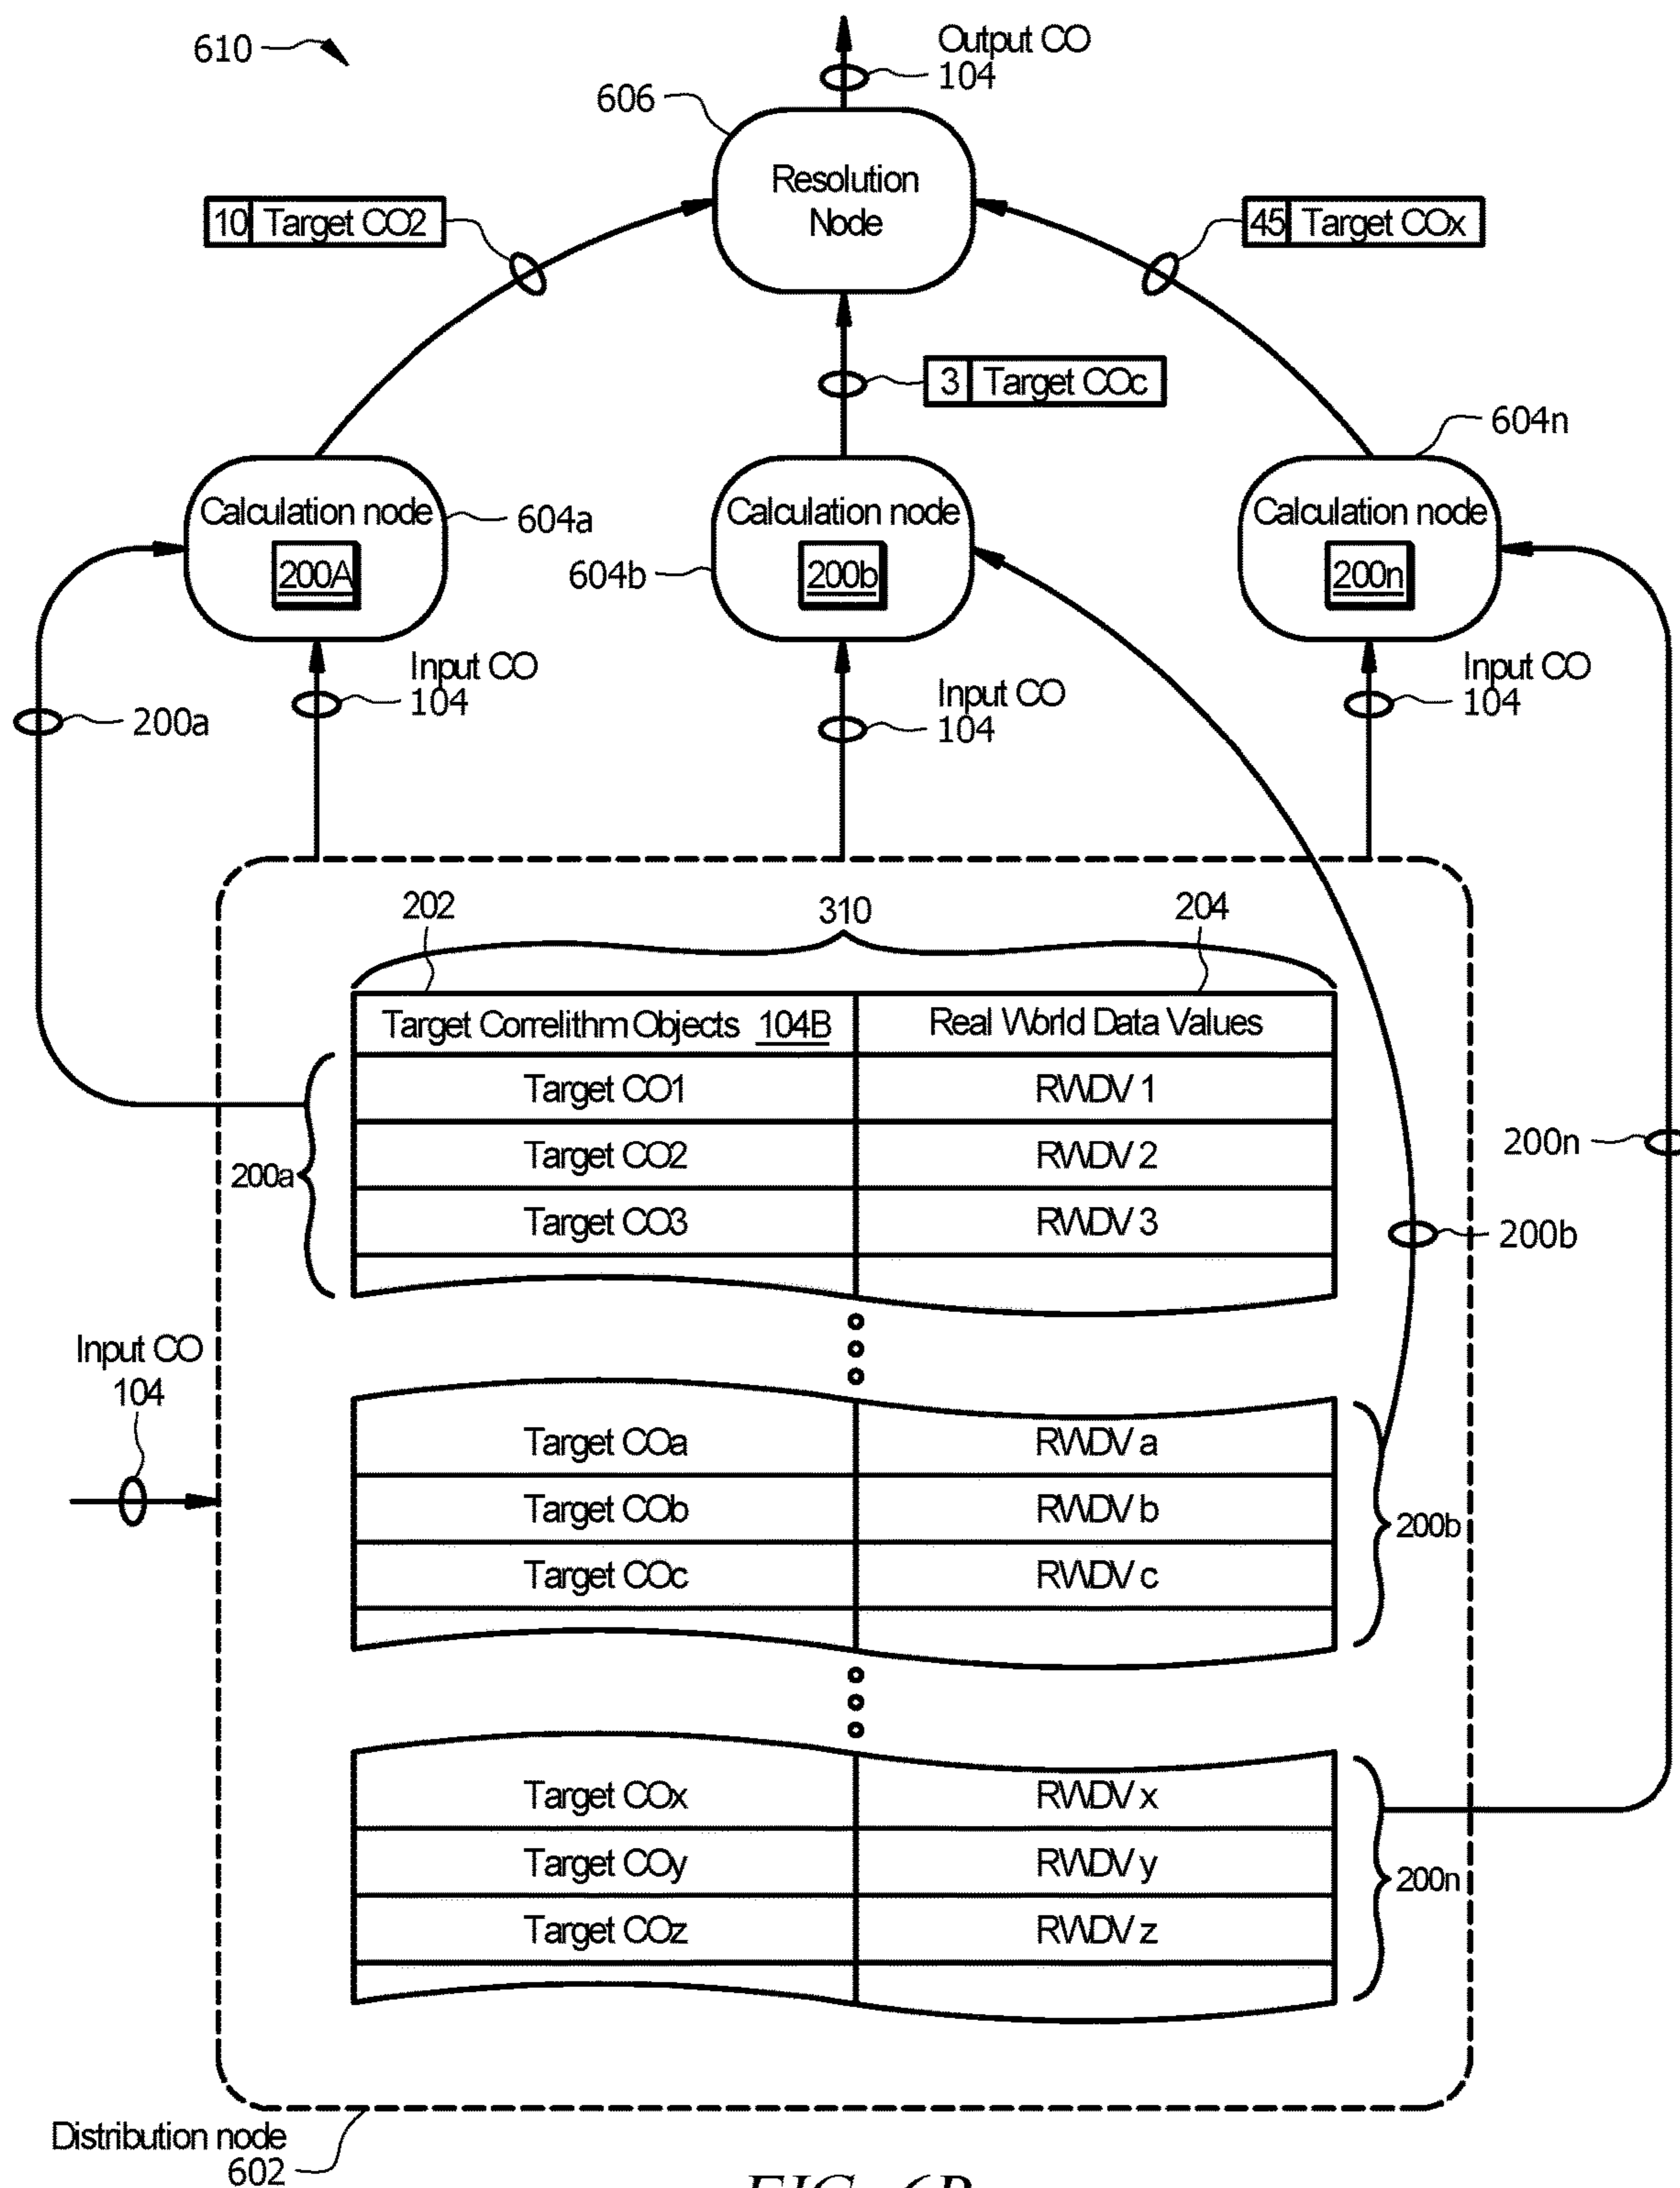 610
Output CO
104
606
Resolution
Node
10 Target CO2
45 Target COx
3 Target COc
604n
Calculation node
200A
604a
Calculation node
200b
604b
Calculation node
200n
Input CO
104
Input CO
104
Input CO
104
200a
202
310
204
Target Correlithm Objects 104B Real World Data Values
Target CO1 RWDV 1
Target CO2 RWDV 2
Target CO3 RWDV 3
200a
200n
200b
Input CO
104
Target COa RWDV a
Target COb RWDV b
Target COc RWDV c
200b
Target COx RWDV x
Target COy RWDV y
Target COz RWDV z
200n
Distribution node
602
FIG. 6B